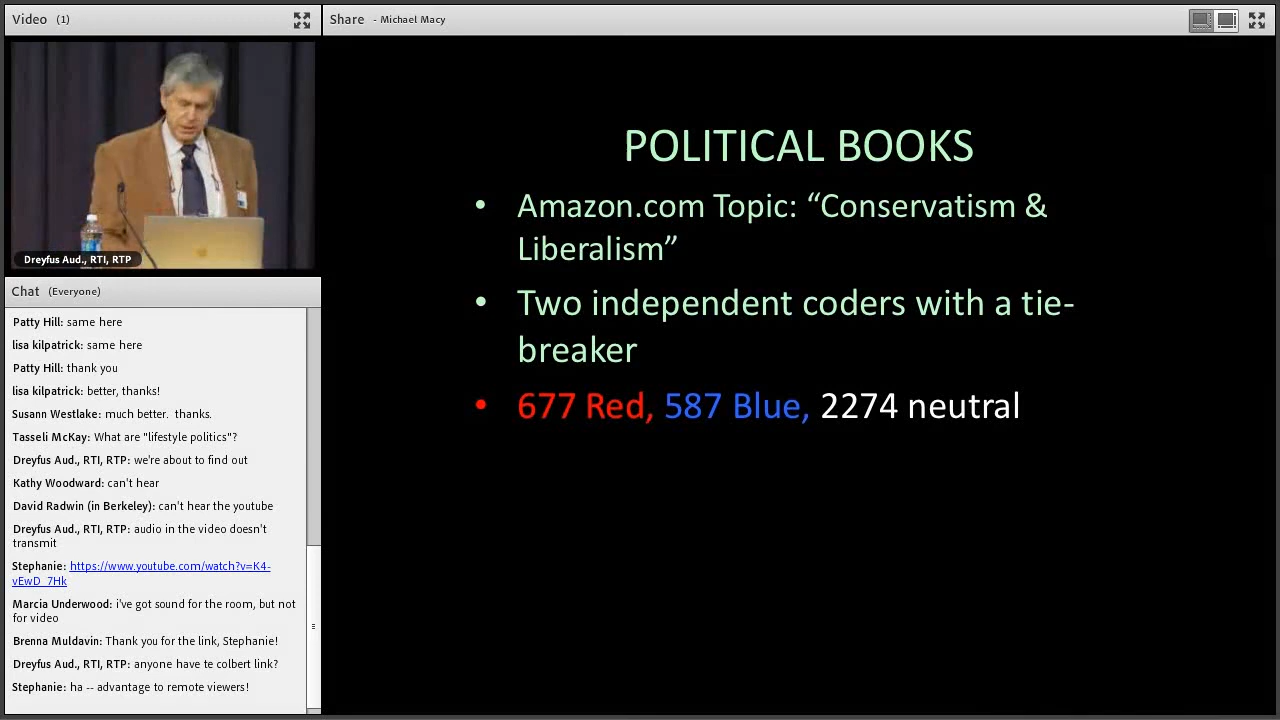 Video (1)
Share - Michael Macy
Dreyfus Aud., RTI, RTP
Chat (Everyone)
Patty Hill: same here
lisa kilpatrick: same here
Patty Hill: thank you
lisa kilpatrick: better, thanks!
Susann Westlake: much better. thanks.
Tasseli McKay: What are "lifestyle politics"?
Dreyfus Aud., RTI, RTP: we're about to find out
Kathy Woodward: can't hear
David Radwin (in Berkeley): can't hear the youtube
Dreyfus Aud., RTI, RTP: audio in the video doesn't
transmit
Stephanie: https://www.youtube.com/watch?v=K4-
vEwD_7Hk
Marcia Underwood: i've got sound for the room, but not
for video
Brenna Muldavin: Thank you for the link, Stephanie!
Dreyfus Aud., RTI, RTP: anyone have te colbert link?
Stephanie: ha -- advantage to remote viewers!
POLITICAL BOOKS
• Amazon.com Topic: “Conservatism &
Liberalism”
• Two independent coders with a tie-
breaker
• 677 Red, 587 Blue, 2274 neutral